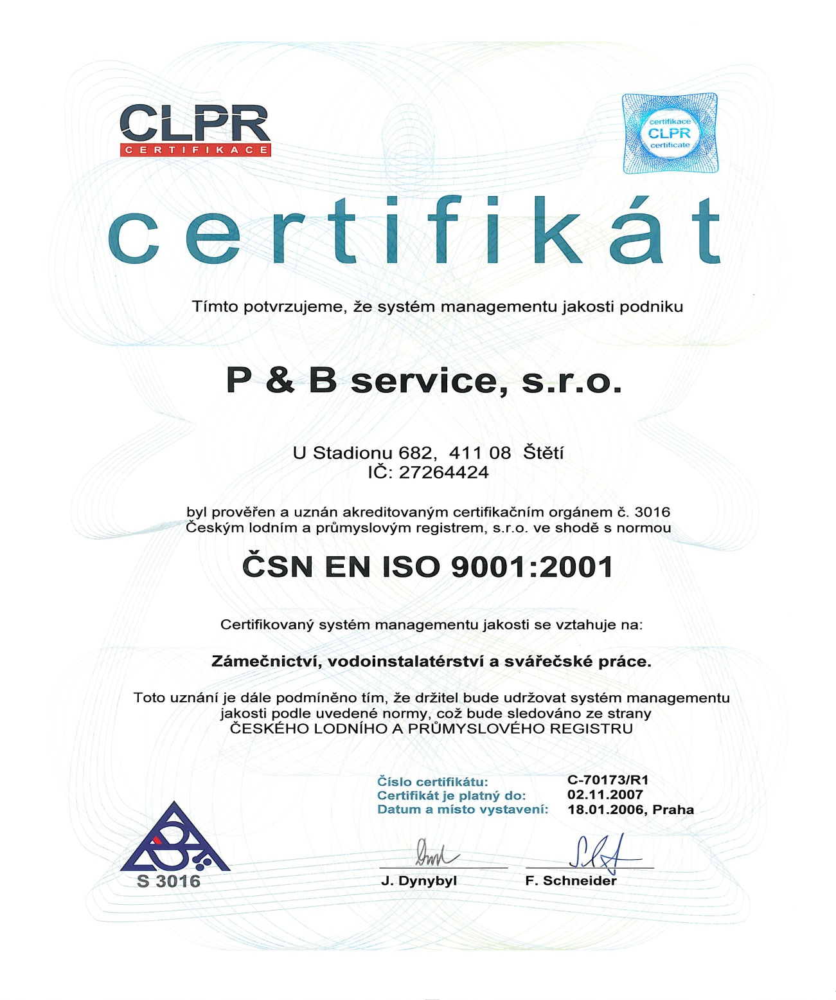 CLPR
CERTIFIKACE
certifikace
CLPR
certificate
certifikát
Tímto potvrzujeme, že systém managementu jakosti podniku
P & B service, s.r.o.
U Stadionu 682, 411 08 Štětí
IČ: 27264424
byl prověřen a uznán akreditovaným certifikačním orgánem č. 3016
Českým lodním a průmyslovým registrem, s.r.o. ve shodě s normou
ČSN EN ISO 9001:2001
Certifikovaný systém managementu jakosti se vztahuje na:
Zámečnictví, vodoinstalatérství a svářečské práce.
Toto uznání je dále podmíněno tím, že držitel bude udržovat systém managementu
jakosti podle uvedené normy, což bude sledováno ze strany
ČESKÉHO LODNÍHO A PRŮMYSLOVÉHO REGISTRU
Číslo certifikátu: C-70173/R1
Certifikát je platný do: 02.11.2007
Datum a místo vystavení: 18.01.2006, Praha
S 3016
J. Dynybyl F. Schneider